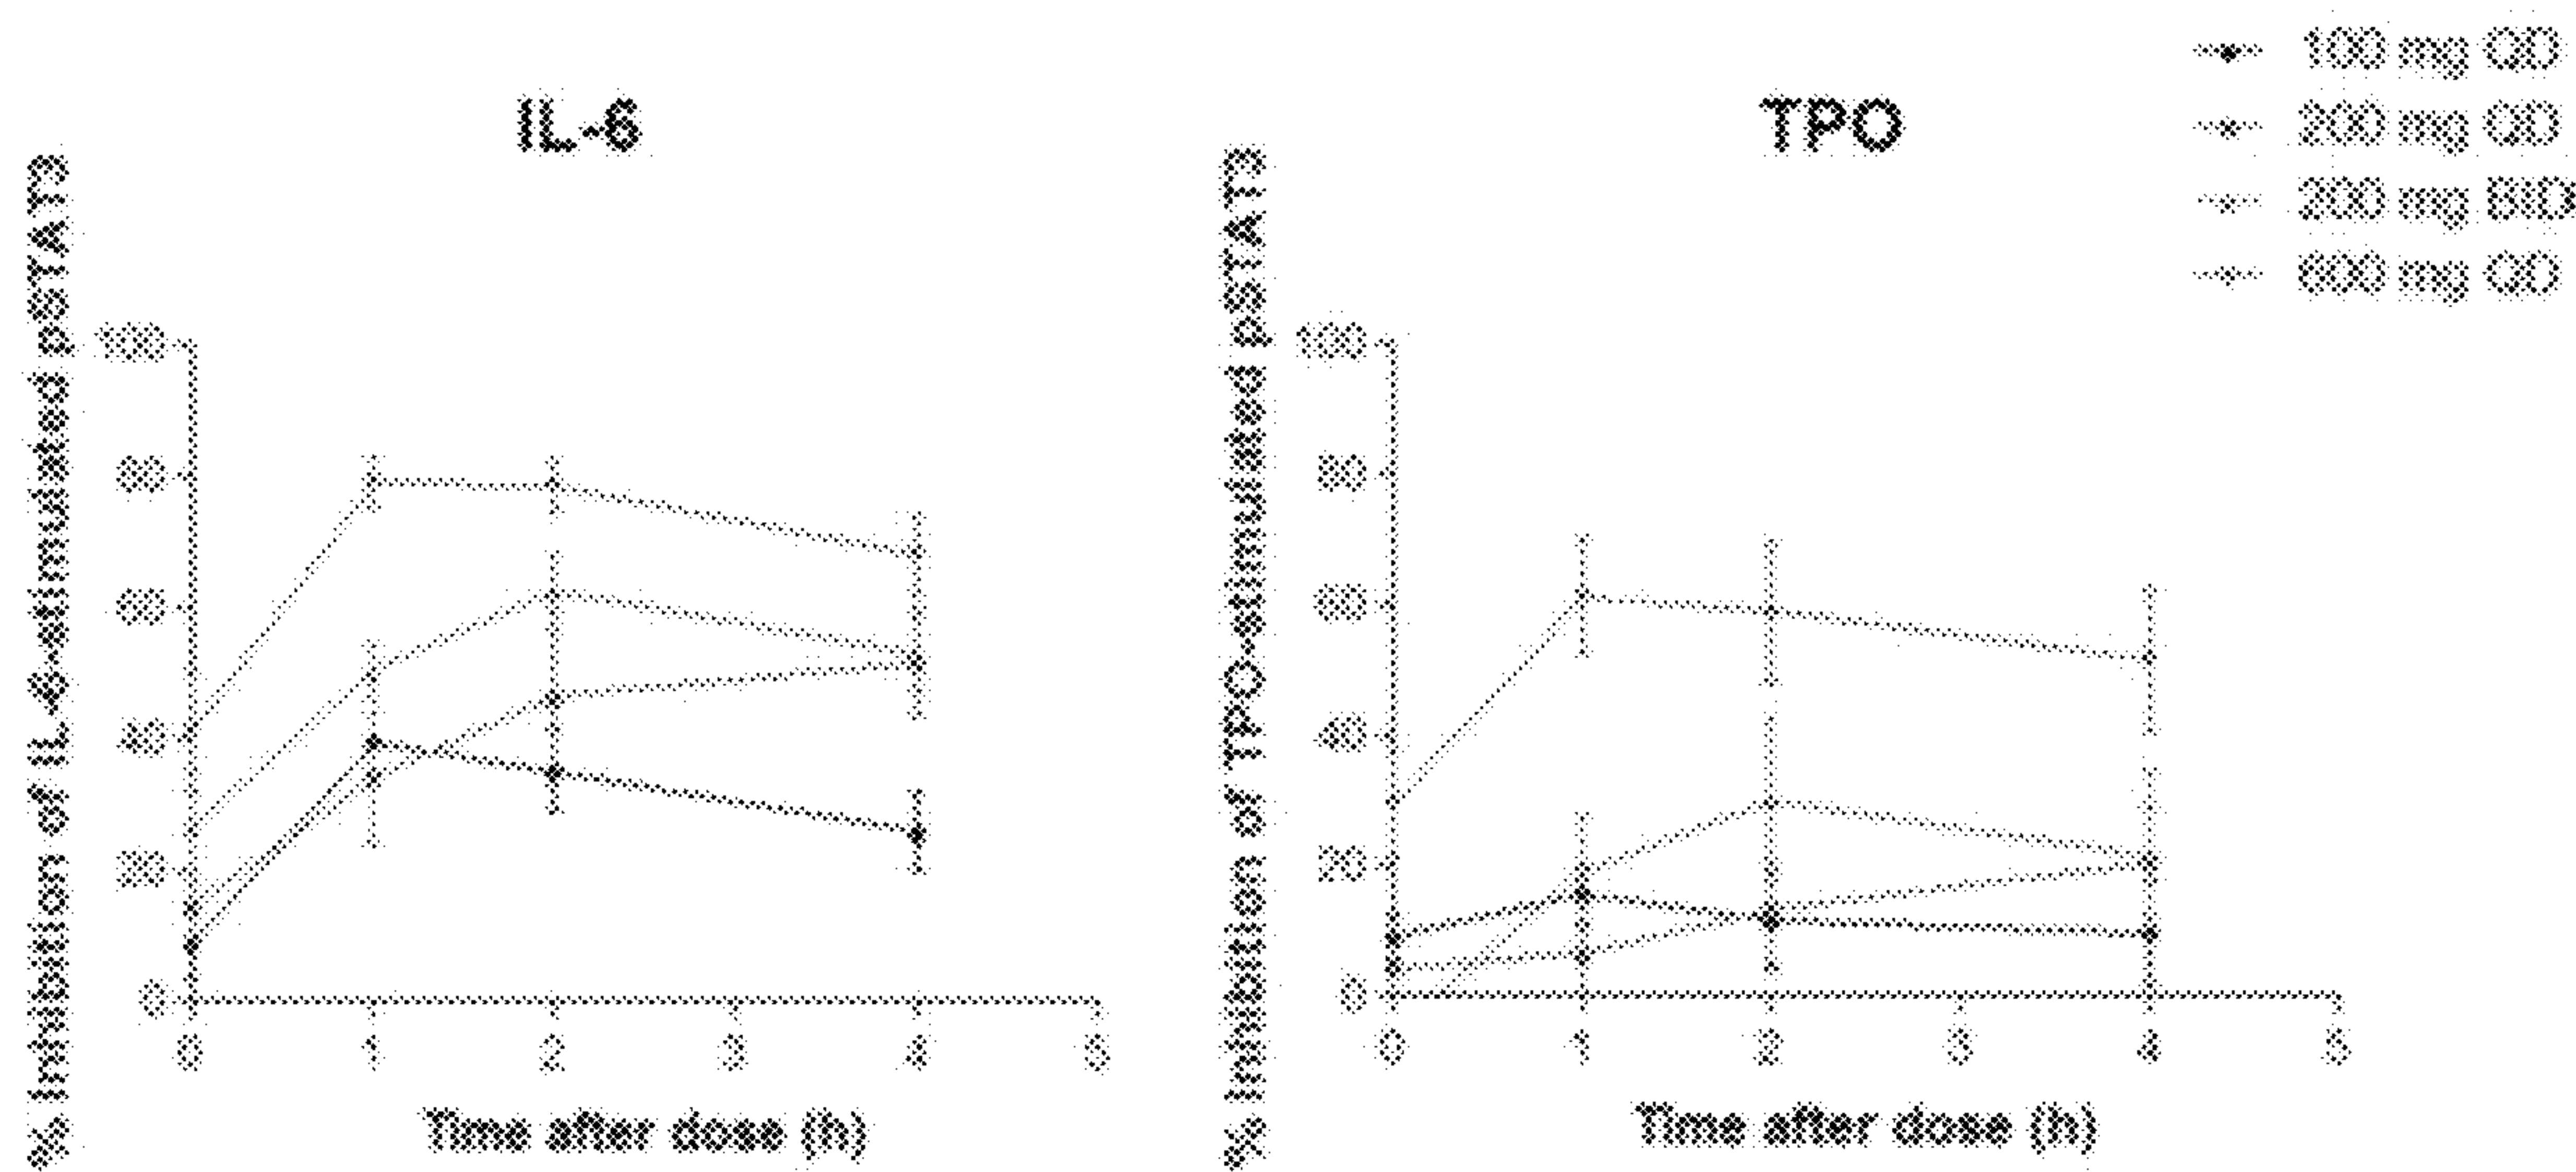 100 mg QD
200 mg QD
200 mg BID
600 mg QD
IL-6
% Inhibition of IL-6-stimulated pSTAT3
100
80
60
40
20
0
0 1 2 3 4 5
Time after dose (h)
TPO
% Inhibition of TPO-stimulated pSTAT3
100
80
60
40
20
0
0 1 2 3 4 5
Time after dose (h)